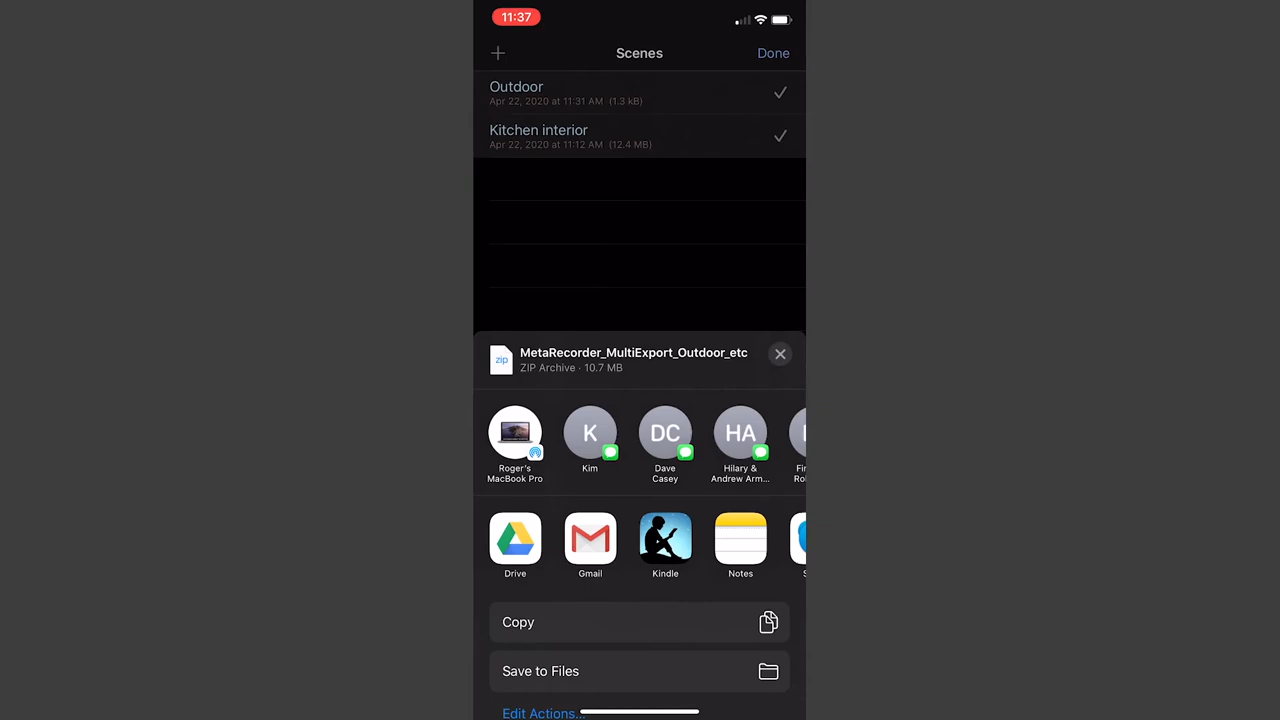 11:37
Scenes
Done
Outdoor
Apr 22, 2020 at 11:31 AM (1.3 kB)
Kitchen interior
Apr 22, 2020 at 11:12 AM (12.4 MB)
zip
MetaRecorder_MultiExport_Outdoor_etc
ZIP Archive · 10.7 MB
K
DC
HA
Roger's
MacBook Pro
Kim
Dave
Casey
Hilary &
Andrew Arm...
Drive
Gmail
Kindle
Notes
Copy
Save to Files
Edit Actions...